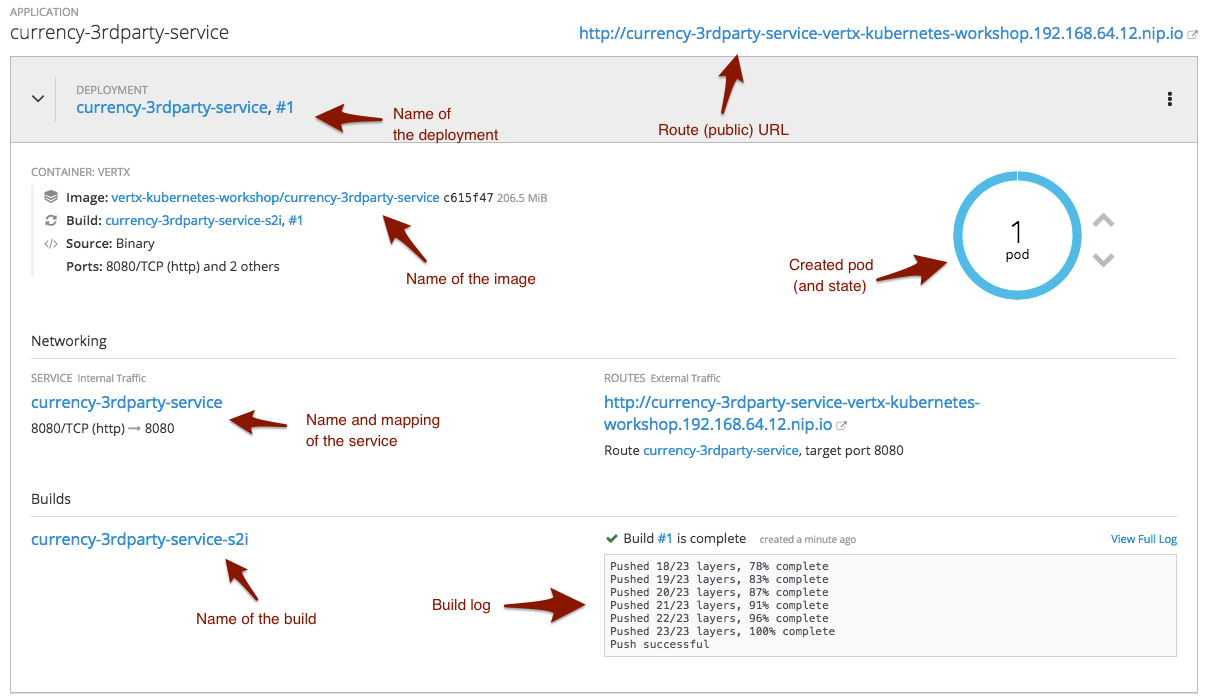 APPLICATION
currency-3rdparty-service
http://currency-3rdparty-service-vertx-kubernetes-workshop.192.168.64.12.nip.io
DEPLOYMENT
currency-3rdparty-service, #1
Name of
the deployment
Route (public) URL
CONTAINER: VERTX
Image: vertx-kubernetes-workshop/currency-3rdparty-service c615f47 206.5 MiB
Build: currency-3rdparty-service-s2i, #1
Source: Binary
Ports: 8080/TCP (http) and 2 others
Name of the image
1
pod
Created pod
(and state)
Networking
SERVICE Internal Traffic
currency-3rdparty-service
8080/TCP (http) → 8080
Name and mapping
of the service
ROUTES External Traffic
http://currency-3rdparty-service-vertx-kubernetes-
workshop.192.168.64.12.nip.io
Route currency-3rdparty-service, target port 8080
Builds
currency-3rdparty-service-s2i
Name of the build
Build #1 is complete created a minute ago
View Full Log
Build log
Pushed 18/23 layers, 78% complete
Pushed 19/23 layers, 83% complete
Pushed 20/23 layers, 87% complete
Pushed 21/23 layers, 91% complete
Pushed 22/23 layers, 96% complete
Pushed 23/23 layers, 100% complete
Push successful